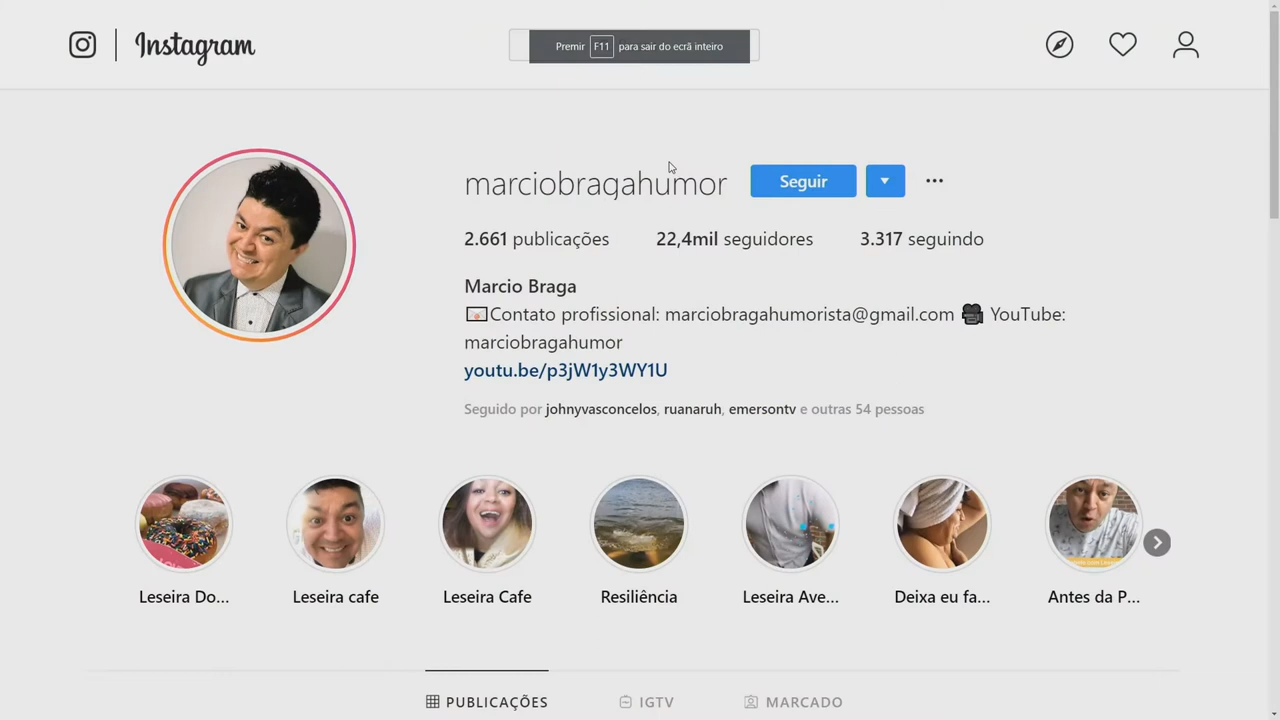 Instagram
Premir F11 para sair do ecrã inteiro
marciobragahumor
Seguir
2.661 publicações 22,4mil seguidores 3.317 seguindo
Marcio Braga
Contato profissional: marciobragahumorista@gmail.com YouTube:
marciobragahumor
youtu.be/p3jW1y3WY1U
Seguido por johnyvasconcelos, ruanaruh, emersontv e outras 54 pessoas
Leseira Do... Leseira cafe Leseira Cafe Resiliência Leseira Ave... Deixa eu fa... Antes da P...
PUBLICAÇÕES IGTV MARCADO